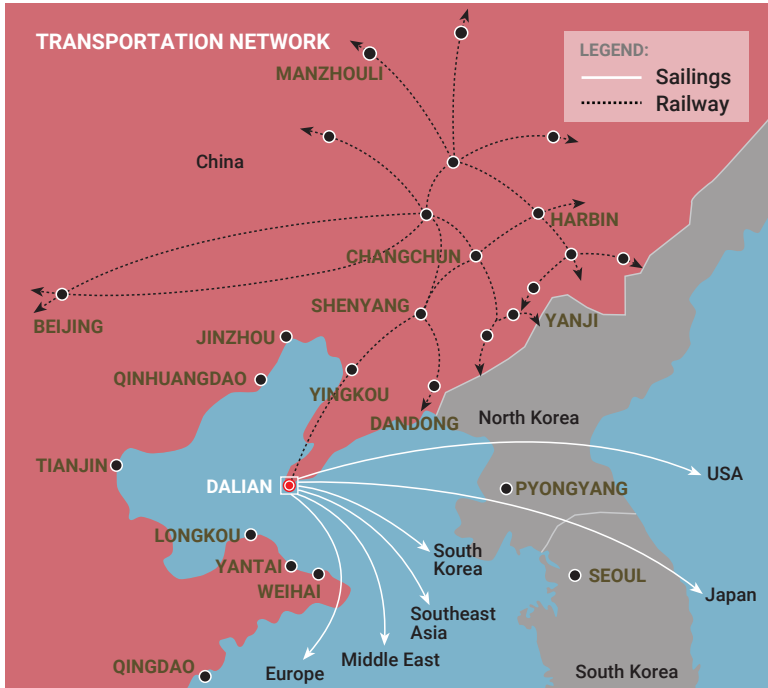 TRANSPORTATION NETWORK
LEGEND:
Sailings
Railway
MANZHOULI
China
HARBIN
CHANGCHUN
SHENYANG
BEIJING
JINZHOU
YANJI
QINHUANGDAO
YINGKOU
DANDONG
North Korea
TIANJIN
DALIAN
USA
PYONGYANG
LONGKOU
South
Korea
YANTAI
SEOUL
WEIHAI
Japan
Southeast
Asia
Middle East
QINGDAO
Europe
South Korea